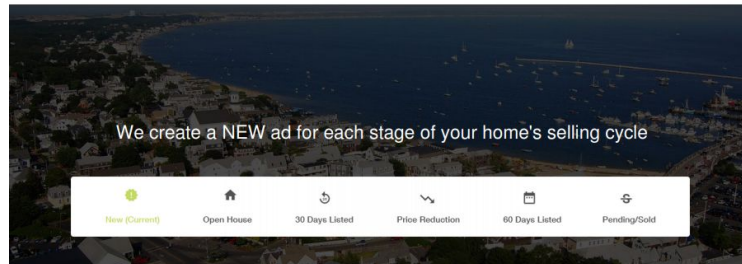 We create a NEW ad for each stage of your home's selling cycle
New (Current) Open House 30 Days Listed Price Reduction 60 Days Listed Pending/Sold